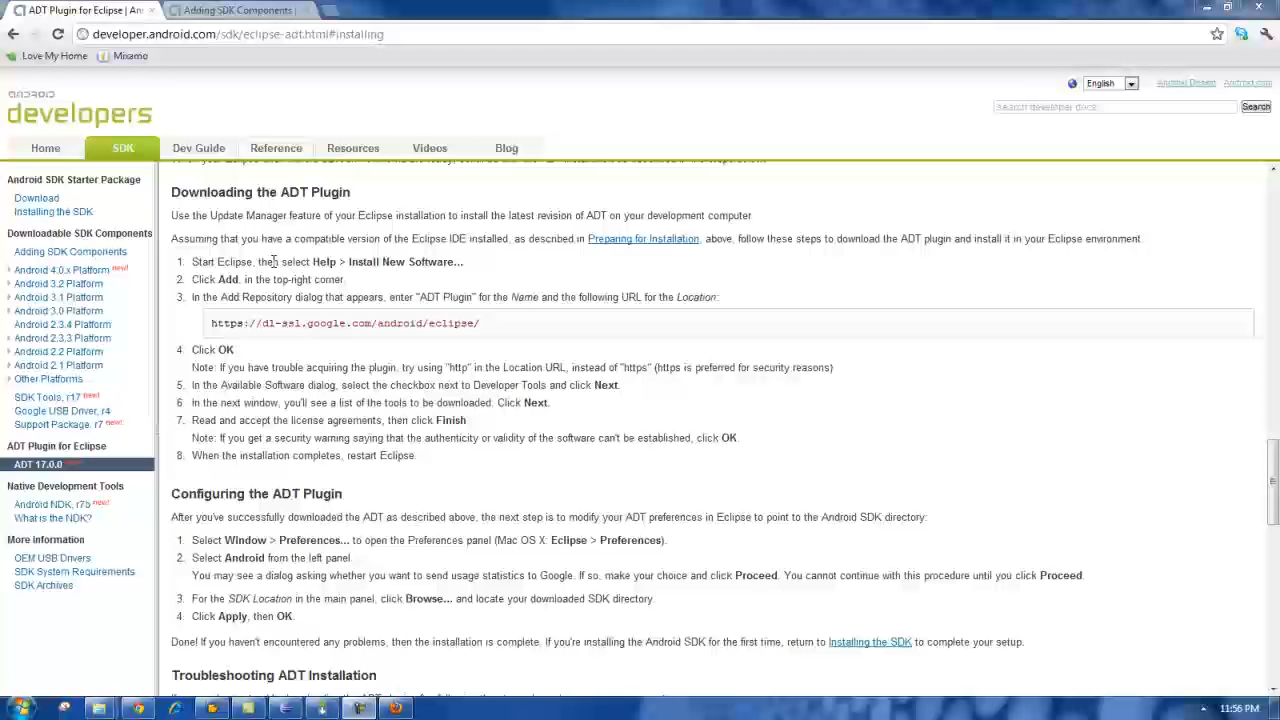 ADT Plugin for Eclipse | An
Adding SDK Components |
developer.android.com/sdk/eclipse-adt.html#installing
Love My Home
Mixamo
English
Android.com
ANDROID
developers
Search developer docs
Search
Home
SDK
Dev Guide
Reference
Resources
Videos
Blog
Android SDK Starter Package
Download
Installing the SDK
Downloadable SDK Components
Adding SDK Components
Android 4.0.x Platform new!
Android 3.2 Platform
Android 3.1 Platform
Android 3.0 Platform
Android 2.3.4 Platform
Android 2.3.3 Platform
Android 2.2 Platform
Android 2.1 Platform
Other Platforms
SDK Tools, r17 new!
Google USB Driver, r4
Support Package, r7 new!
ADT Plugin for Eclipse
ADT 17.0.0
Native Development Tools
Android NDK, r7b new!
What is the NDK?
More Information
OEM USB Drivers
SDK System Requirements
SDK Archives
Downloading the ADT Plugin
Use the Update Manager feature of your Eclipse installation to install the latest revision of ADT on your development computer
Assuming that you have a compatible version of the Eclipse IDE installed, as described in Preparing for Installation, above, follow these steps to download the ADT plugin and install it in your Eclipse environment.
1. Start Eclipse, then select Help > Install New Software...
2. Click Add, in the top-right corner.
3. In the Add Repository dialog that appears, enter "ADT Plugin" for the Name and the following URL for the Location:
https://dl-ssl.google.com/android/eclipse/
4. Click OK
Note: If you have trouble acquiring the plugin, try using "http" in the Location URL, instead of "https" (https is preferred for security reasons)
5. In the Available Software dialog, select the checkbox next to Developer Tools and click Next.
6. In the next window, you'll see a list of the tools to be downloaded. Click Next.
7. Read and accept the license agreements, then click Finish
Note: If you get a security warning saying that the authenticity or validity of the software can't be established, click OK.
8. When the installation completes, restart Eclipse.
Configuring the ADT Plugin
After you've successfully downloaded the ADT as described above, the next step is to modify your ADT preferences in Eclipse to point to the Android SDK directory:
1. Select Window > Preferences... to open the Preferences panel (Mac OS X: Eclipse > Preferences).
2. Select Android from the left panel.
You may see a dialog asking whether you want to send usage statistics to Google. If so, make your choice and click Proceed. You cannot continue with this procedure until you click Proceed.
3. For the SDK Location in the main panel, click Browse... and locate your downloaded SDK directory.
4. Click Apply, then OK.
Done! If you haven't encountered any problems, then the installation is complete. If you're installing the Android SDK for the first time, return to Installing the SDK to complete your setup.
Troubleshooting ADT Installation
11:56 PM